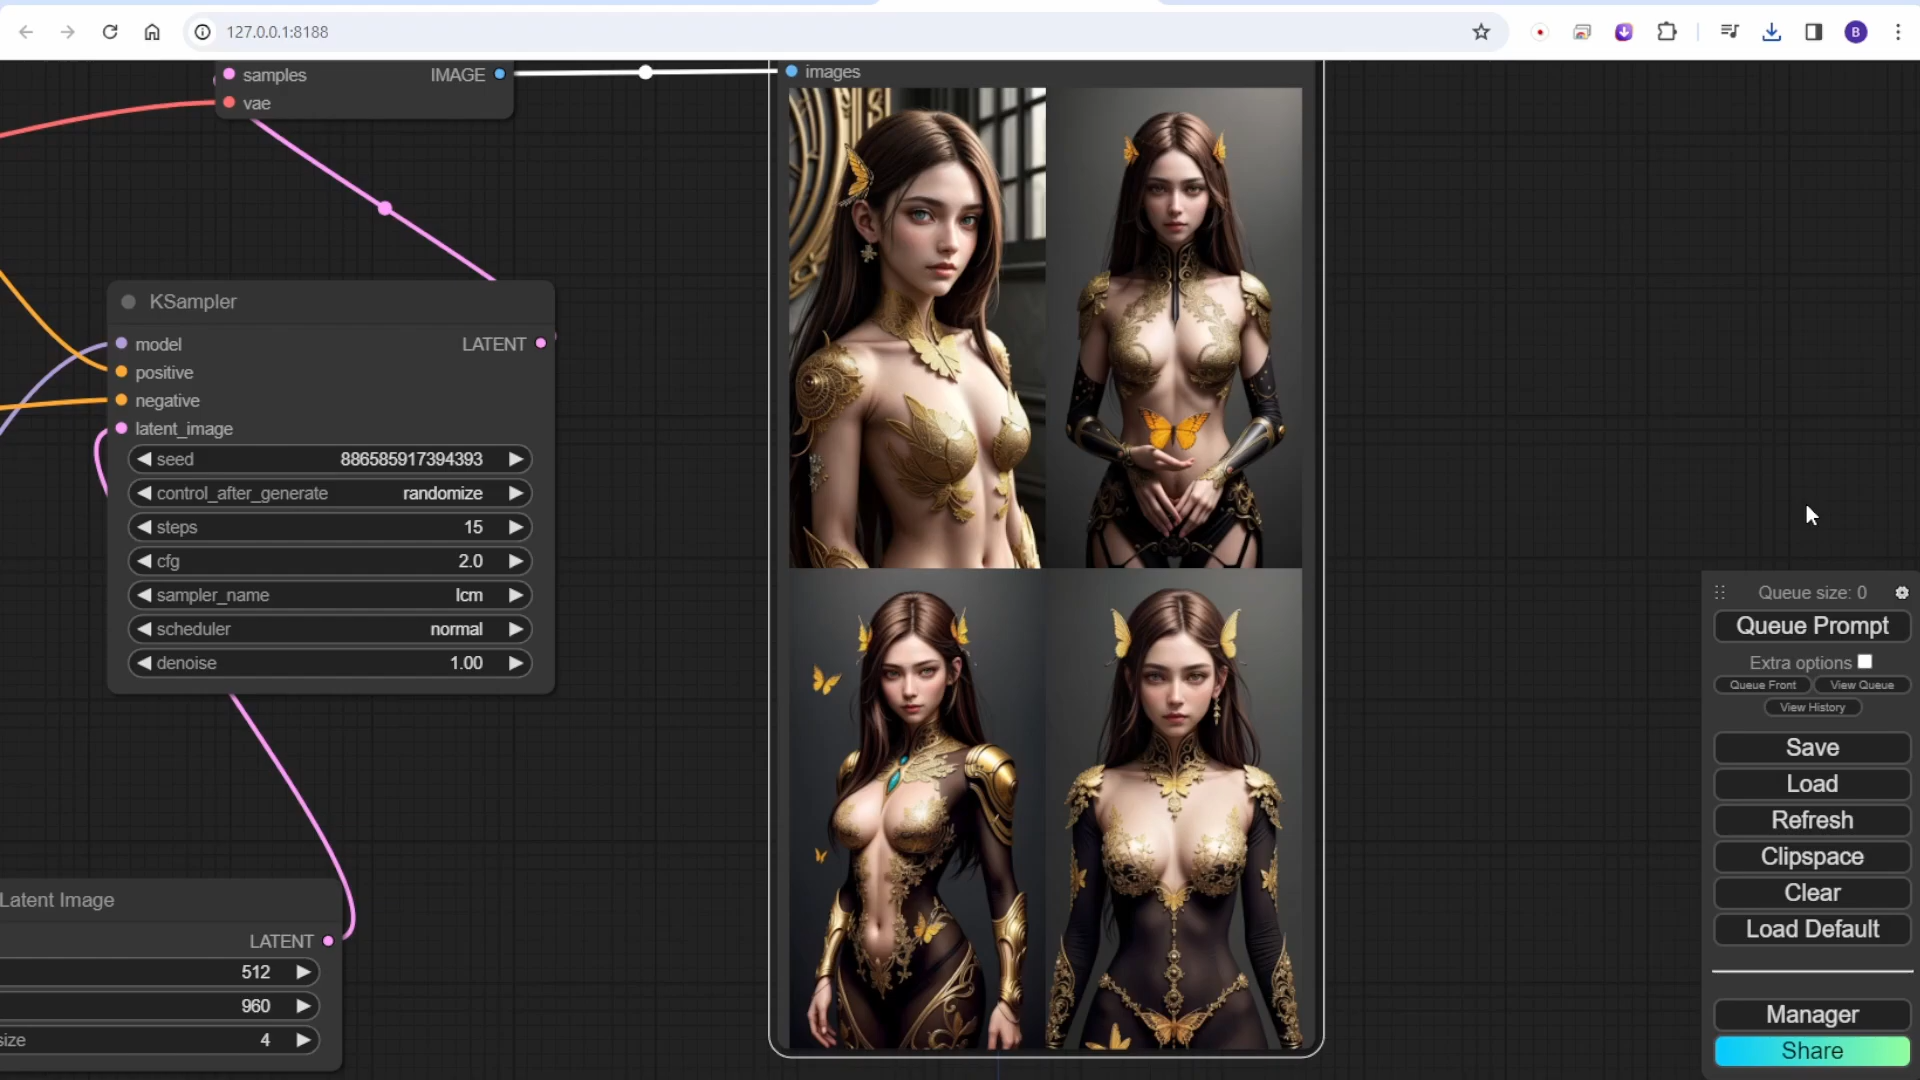 127.0.0.1:8188
B
samples
IMAGE
vae
images
KSampler
model
LATENT
positive
negative
latent_image
seed 886585917394393
control_after_generate randomize
steps 15
cfg 2.0
sampler_name lcm
scheduler normal
denoise 1.00
Latent Image
LATENT
512
960
size 4
Queue size: 0
Queue Prompt
Extra options
Queue Front
View Queue
View History
Save
Load
Refresh
Clipspace
Clear
Load Default
Manager
Share